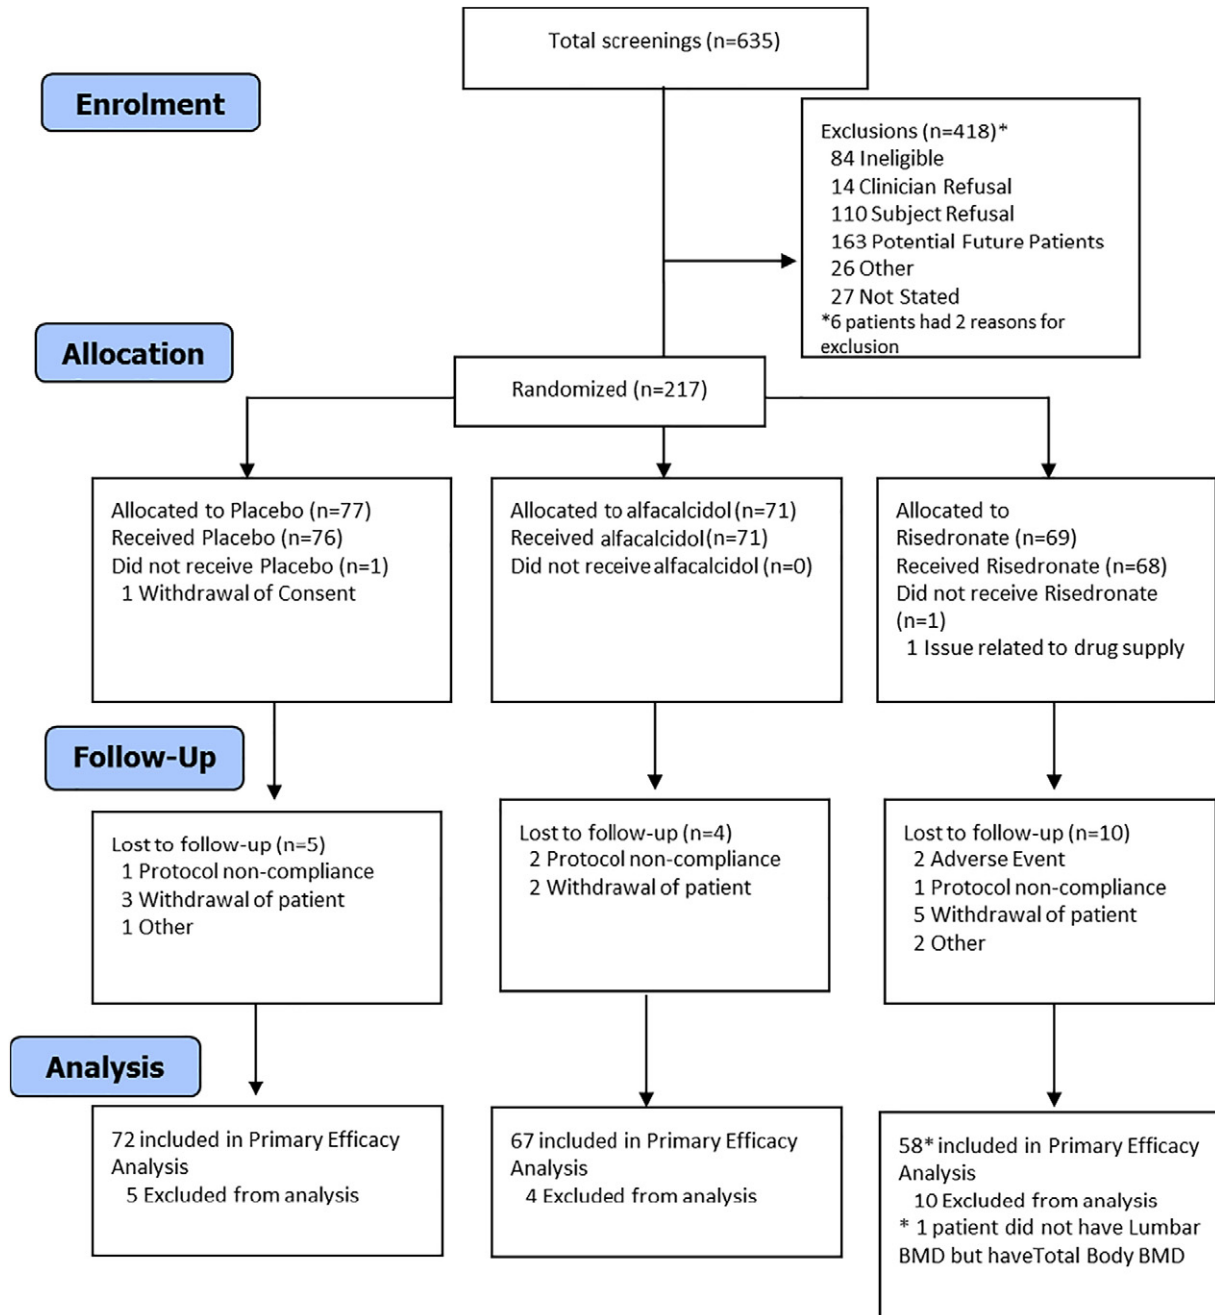 Total screenings (n=635)
Enrolment
Exclusions (n=418)*
84 Ineligible
14 Clinician Refusal
110 Subject Refusal
163 Potential Future Patients
26 Other
27 Not Stated
*6 patients had 2 reasons for
exclusion
Allocation
Randomized (n=217)
Allocated to Placebo (n=77)
Received Placebo (n=76)
Did not receive Placebo (n=1)
1 Withdrawal of Consent
Allocated to alfacalcidol (n=71)
Received alfacalcidol (n=71)
Did not receive alfacalcidol (n=0)
Allocated to
Risedronate (n=69)
Received Risedronate (n=68)
Did not receive Risedronate
(n=1)
1 Issue related to drug supply
Follow-Up
Lost to follow-up (n=5)
1 Protocol non-compliance
3 Withdrawal of patient
1 Other
Lost to follow-up (n=4)
2 Protocol non-compliance
2 Withdrawal of patient
Lost to follow-up (n=10)
2 Adverse Event
1 Protocol non-compliance
5 Withdrawal of patient
2 Other
Analysis
72 included in Primary Efficacy
Analysis
5 Excluded from analysis
67 included in Primary Efficacy
Analysis
4 Excluded from analysis
58* included in Primary Efficacy
Analysis
10 Excluded from analysis
* 1 patient did not have Lumbar
BMD but haveTotal Body BMD